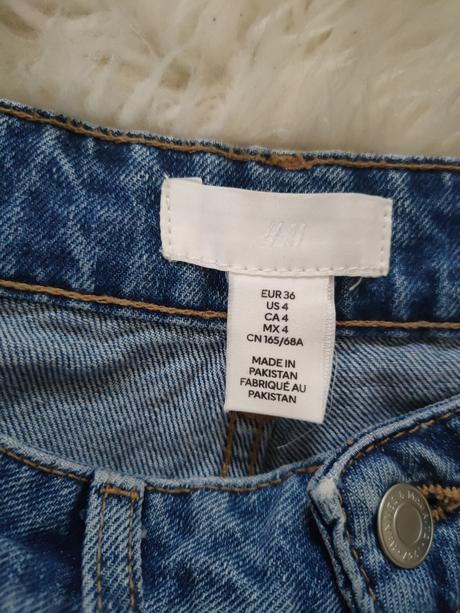 H&M
EUR 36
US 4
CA 4
MX 4
CN 165/68A
MADE IN
PAKISTAN
FABRIQUÉ AU
PAKISTAN